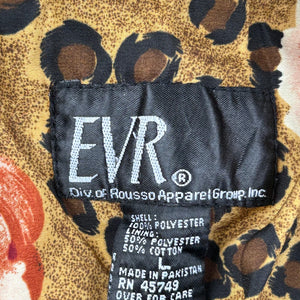 EVR®
Div. of Rousso Apparel Group, Inc.
SHELL:
100% POLYESTER
LINING:
50% POLYESTER
50% COTTON
L
MADE IN PAKISTAN
RN 45749
OVER FOR CARE